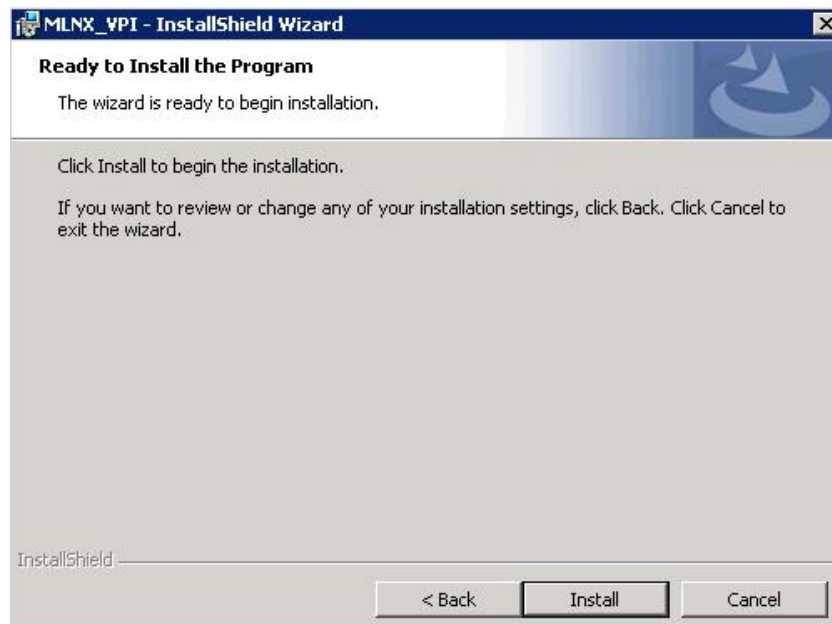 MLNX_VPI - InstallShield Wizard
Ready to Install the Program
The wizard is ready to begin installation.
Click Install to begin the installation.
If you want to review or change any of your installation settings, click Back. Click Cancel to
exit the wizard.
InstallShield
< Back Install Cancel